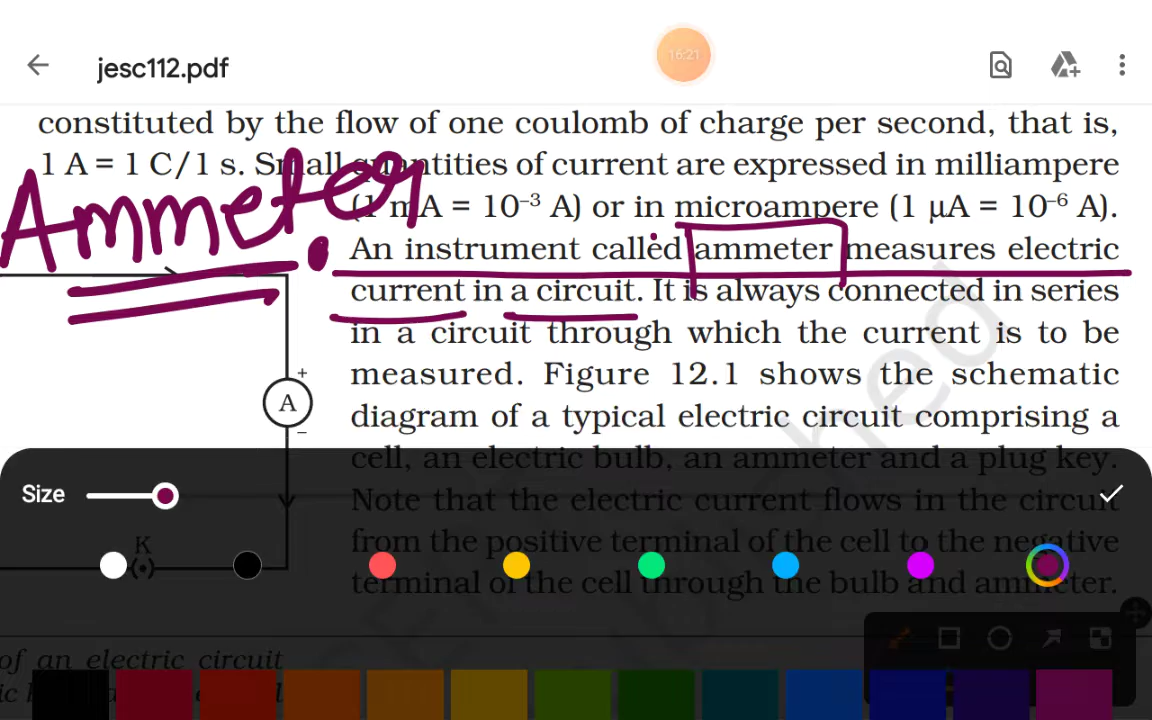 16:21
jesc112.pdf
constituted by the flow of one coulomb of charge per second, that is,
1 A = 1 C/1 s. Small quantities of current are expressed in milliampere
Ammeter
(1 mA = 10⁻³ A) or in microampere (1 µA = 10⁻⁶ A).
An instrument called ammeter measures electric
current in a circuit. It is always connected in series
in a circuit through which the current is to be
measured. Figure 12.1 shows the schematic
diagram of a typical electric circuit comprising a
cell, an electric bulb, an ammeter and a plug key.
Note that the electric current flows in the circuit
from the positive terminal of the cell to the negative
terminal of the cell through the bulb and ammeter.
+
A
–
Size
K
of an electric circuit